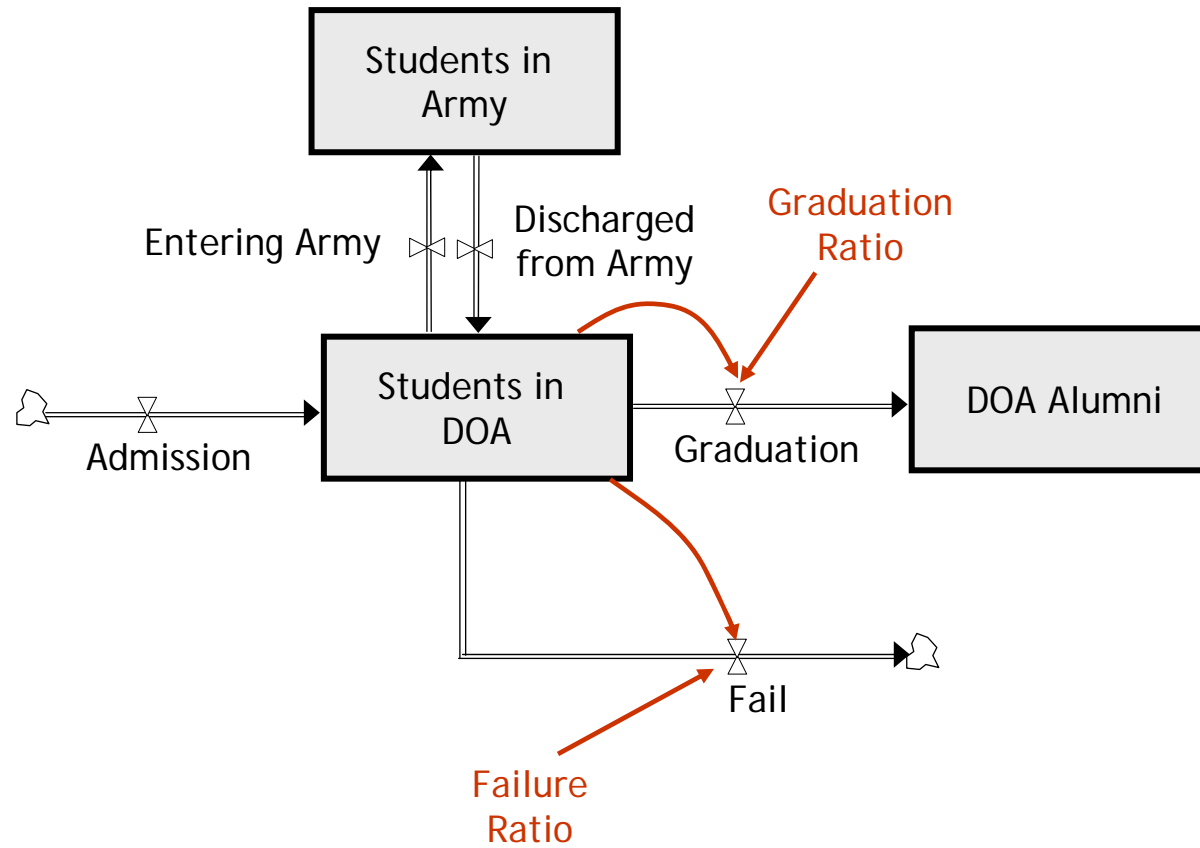 Students in
Army
Entering Army
Discharged
from Army
Graduation
Ratio
Students in
DOA
DOA Alumni
Admission
Graduation
Fail
Failure
Ratio